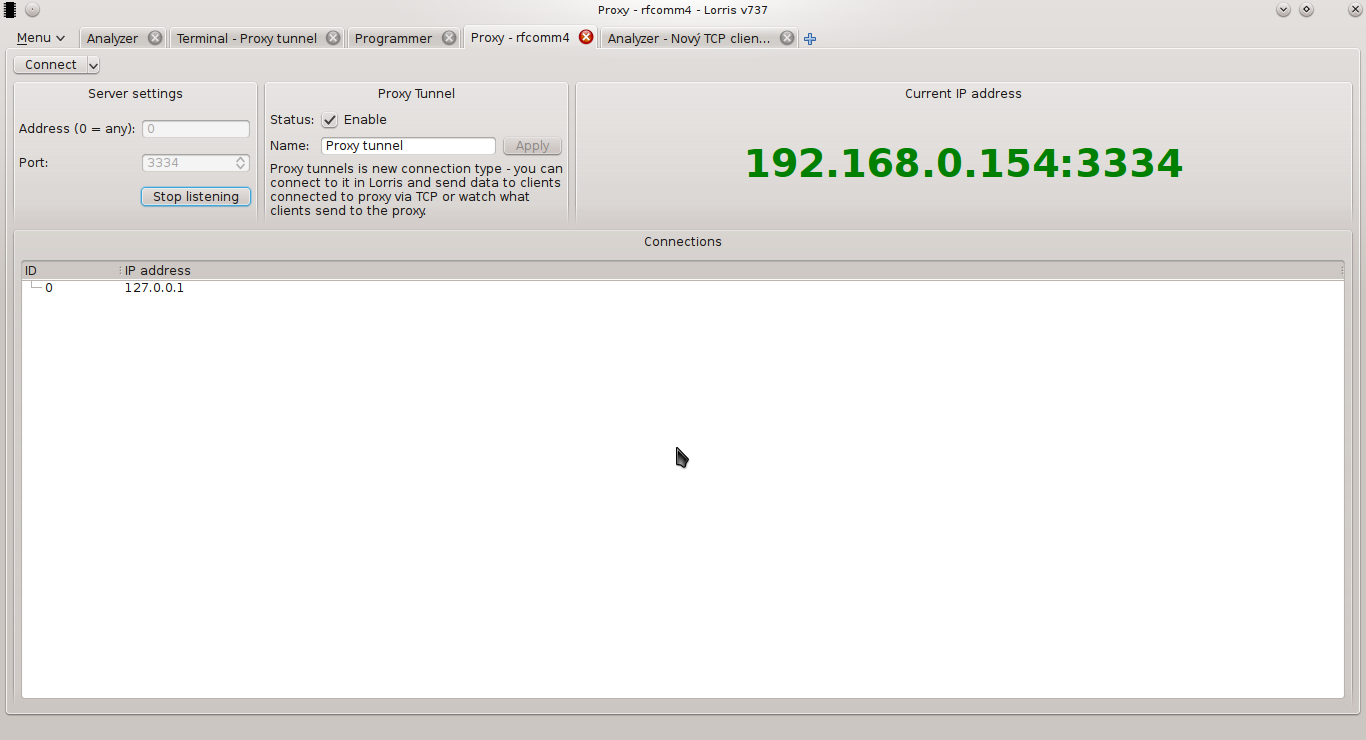 Proxy - rfcomm4 - Lorris v737
Menu
Analyzer
Terminal - Proxy tunnel
Programmer
Proxy - rfcomm4
Analyzer - Nový TCP clien...
Connect
Server settings
Address (0 = any): 0
Port: 3334
Stop listening
Proxy Tunnel
Status: Enable
Name: Proxy tunnel Apply
Proxy tunnels is new connection type - you can
connect to it in Lorris and send data to clients
connected to proxy via TCP or watch what
clients send to the proxy.
Current IP address
192.168.0.154:3334
Connections
ID IP address
0 127.0.0.1